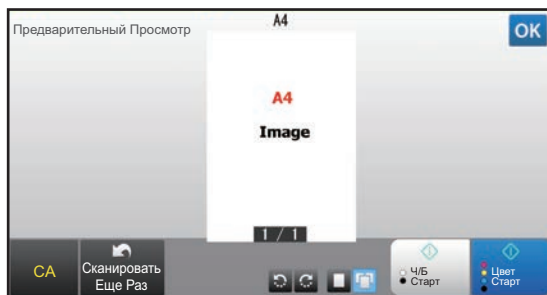 Предварительный Просмотр
A4
OK
A4
Image
1 / 1
CA
Сканировать
Еще Раз
Ч/Б
Старт
Цвет
Старт